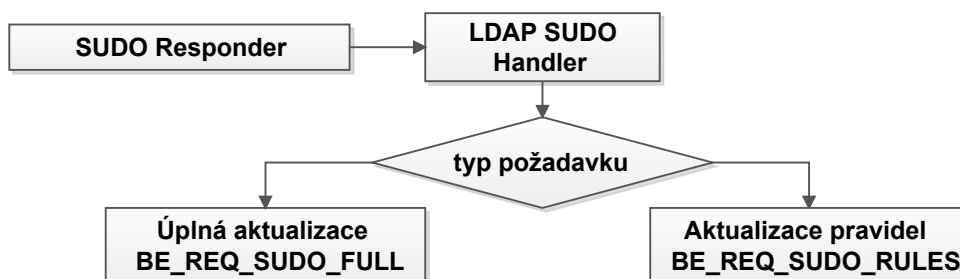 SUDO Responder
LDAP SUDO
Handler
typ požadavku
Úplná aktualizace
BE_REQ_SUDO_FULL
Aktualizace pravidel
BE_REQ_SUDO_RULES